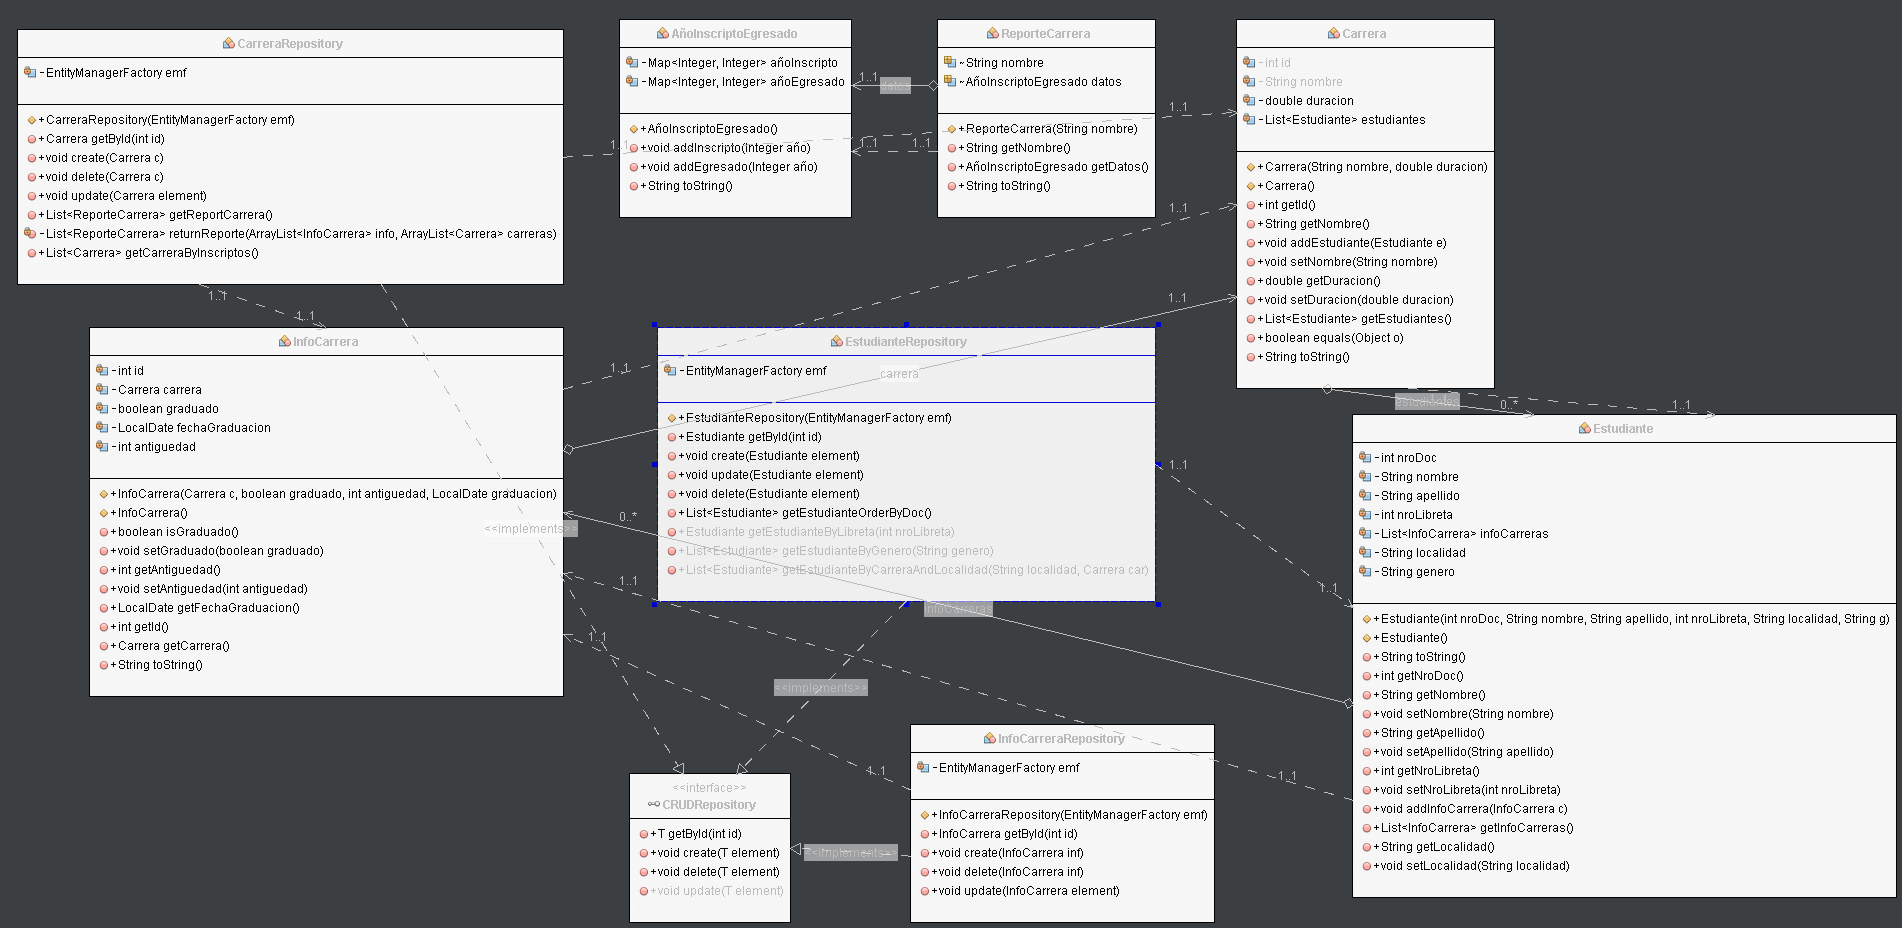 CarreraRepository
-EntityManagerFactory emf
+CarreraRepository(EntityManagerFactory emf)
+Carrera getById(int id)
+void create(Carrera c)
+void delete(Carrera c)
+void update(Carrera element)
+List<ReporteCarrera> getReportCarrera()
-List<ReporteCarrera> returnReporte(ArrayList<InfoCarrera> info, ArrayList<Carrera> carreras)
+List<Carrera> getCarreraByInscriptos()
AñoInscriptoEgresado
-Map<Integer, Integer> añoInscripto
-Map<Integer, Integer> añoEgresado
+AñoInscriptoEgresado()
+void addInscripto(Integer año)
+void addEgresado(Integer año)
+String toString()
1..1
datos
1..1
1..1
1..1
ReporteCarrera
~String nombre
~AñoInscriptoEgresado datos
+ReporteCarrera(String nombre)
+String getNombre()
+AñoInscriptoEgresado getDatos()
+String toString()
1..1
1..1
1..1
Carrera
-int id
-String nombre
-double duracion
-List<Estudiante> estudiantes
+Carrera(String nombre, double duracion)
+Carrera()
+int getId()
+String getNombre()
+void addEstudiante(Estudiante e)
+void setNombre(String nombre)
+double getDuracion()
+void setDuracion(double duracion)
+List<Estudiante> getEstudiantes()
+boolean equals(Object o)
+String toString()
estudiantes
0..*
1..1
1..1
1..1
InfoCarrera
-int id
-Carrera carrera
-boolean graduado
-LocalDate fechaGraduacion
-int antiguedad
+InfoCarrera(Carrera c, boolean graduado, int antiguedad, LocalDate graduacion)
+InfoCarrera()
+boolean isGraduado()
+void setGraduado(boolean graduado)
+int getAntiguedad()
+void setAntiguedad(int antiguedad)
+LocalDate getFechaGraduacion()
+int getId()
+Carrera getCarrera()
+String toString()
<<implements>>
1..1
0..*
1..1
1..1
EstudianteRepository
-EntityManagerFactory emf
carrera
+EstudianteRepository(EntityManagerFactory emf)
+Estudiante getById(int id)
+void create(Estudiante element)
+void update(Estudiante element)
+void delete(Estudiante element)
+List<Estudiante> getEstudianteOrderByDoc()
+Estudiante getEstudianteByLibreta(int nroLibreta)
+List<Estudiante> getEstudianteByGenero(String genero)
+List<Estudiante> getEstudianteByCarreraAndLocalidad(String localidad, Carrera car)
infoCarreras
<<implements>>
1..1
1..1
Estudiante
-int nroDoc
-String nombre
-String apellido
-int nroLibreta
-List<InfoCarrera> infoCarreras
-String localidad
-String genero
+Estudiante(int nroDoc, String nombre, String apellido, int nroLibreta, String localidad, String g)
+Estudiante()
+String toString()
+int getNroDoc()
+String getNombre()
+void setNombre(String nombre)
+String getApellido()
+void setApellido(String apellido)
+int getNroLibreta()
+void setNroLibreta(int nroLibreta)
+void addInfoCarrera(InfoCarrera c)
+List<InfoCarrera> getInfoCarreras()
+String getLocalidad()
+void setLocalidad(String localidad)
1..1
1..1
<<interface>>
CRUDRepository
+T getById(int id)
+void create(T element)
+void delete(T element)
+void update(T element)
<<implements>>
InfoCarreraRepository
-EntityManagerFactory emf
+InfoCarreraRepository(EntityManagerFactory emf)
+InfoCarrera getById(int id)
+void create(InfoCarrera inf)
+void delete(InfoCarrera inf)
+void update(InfoCarrera element)